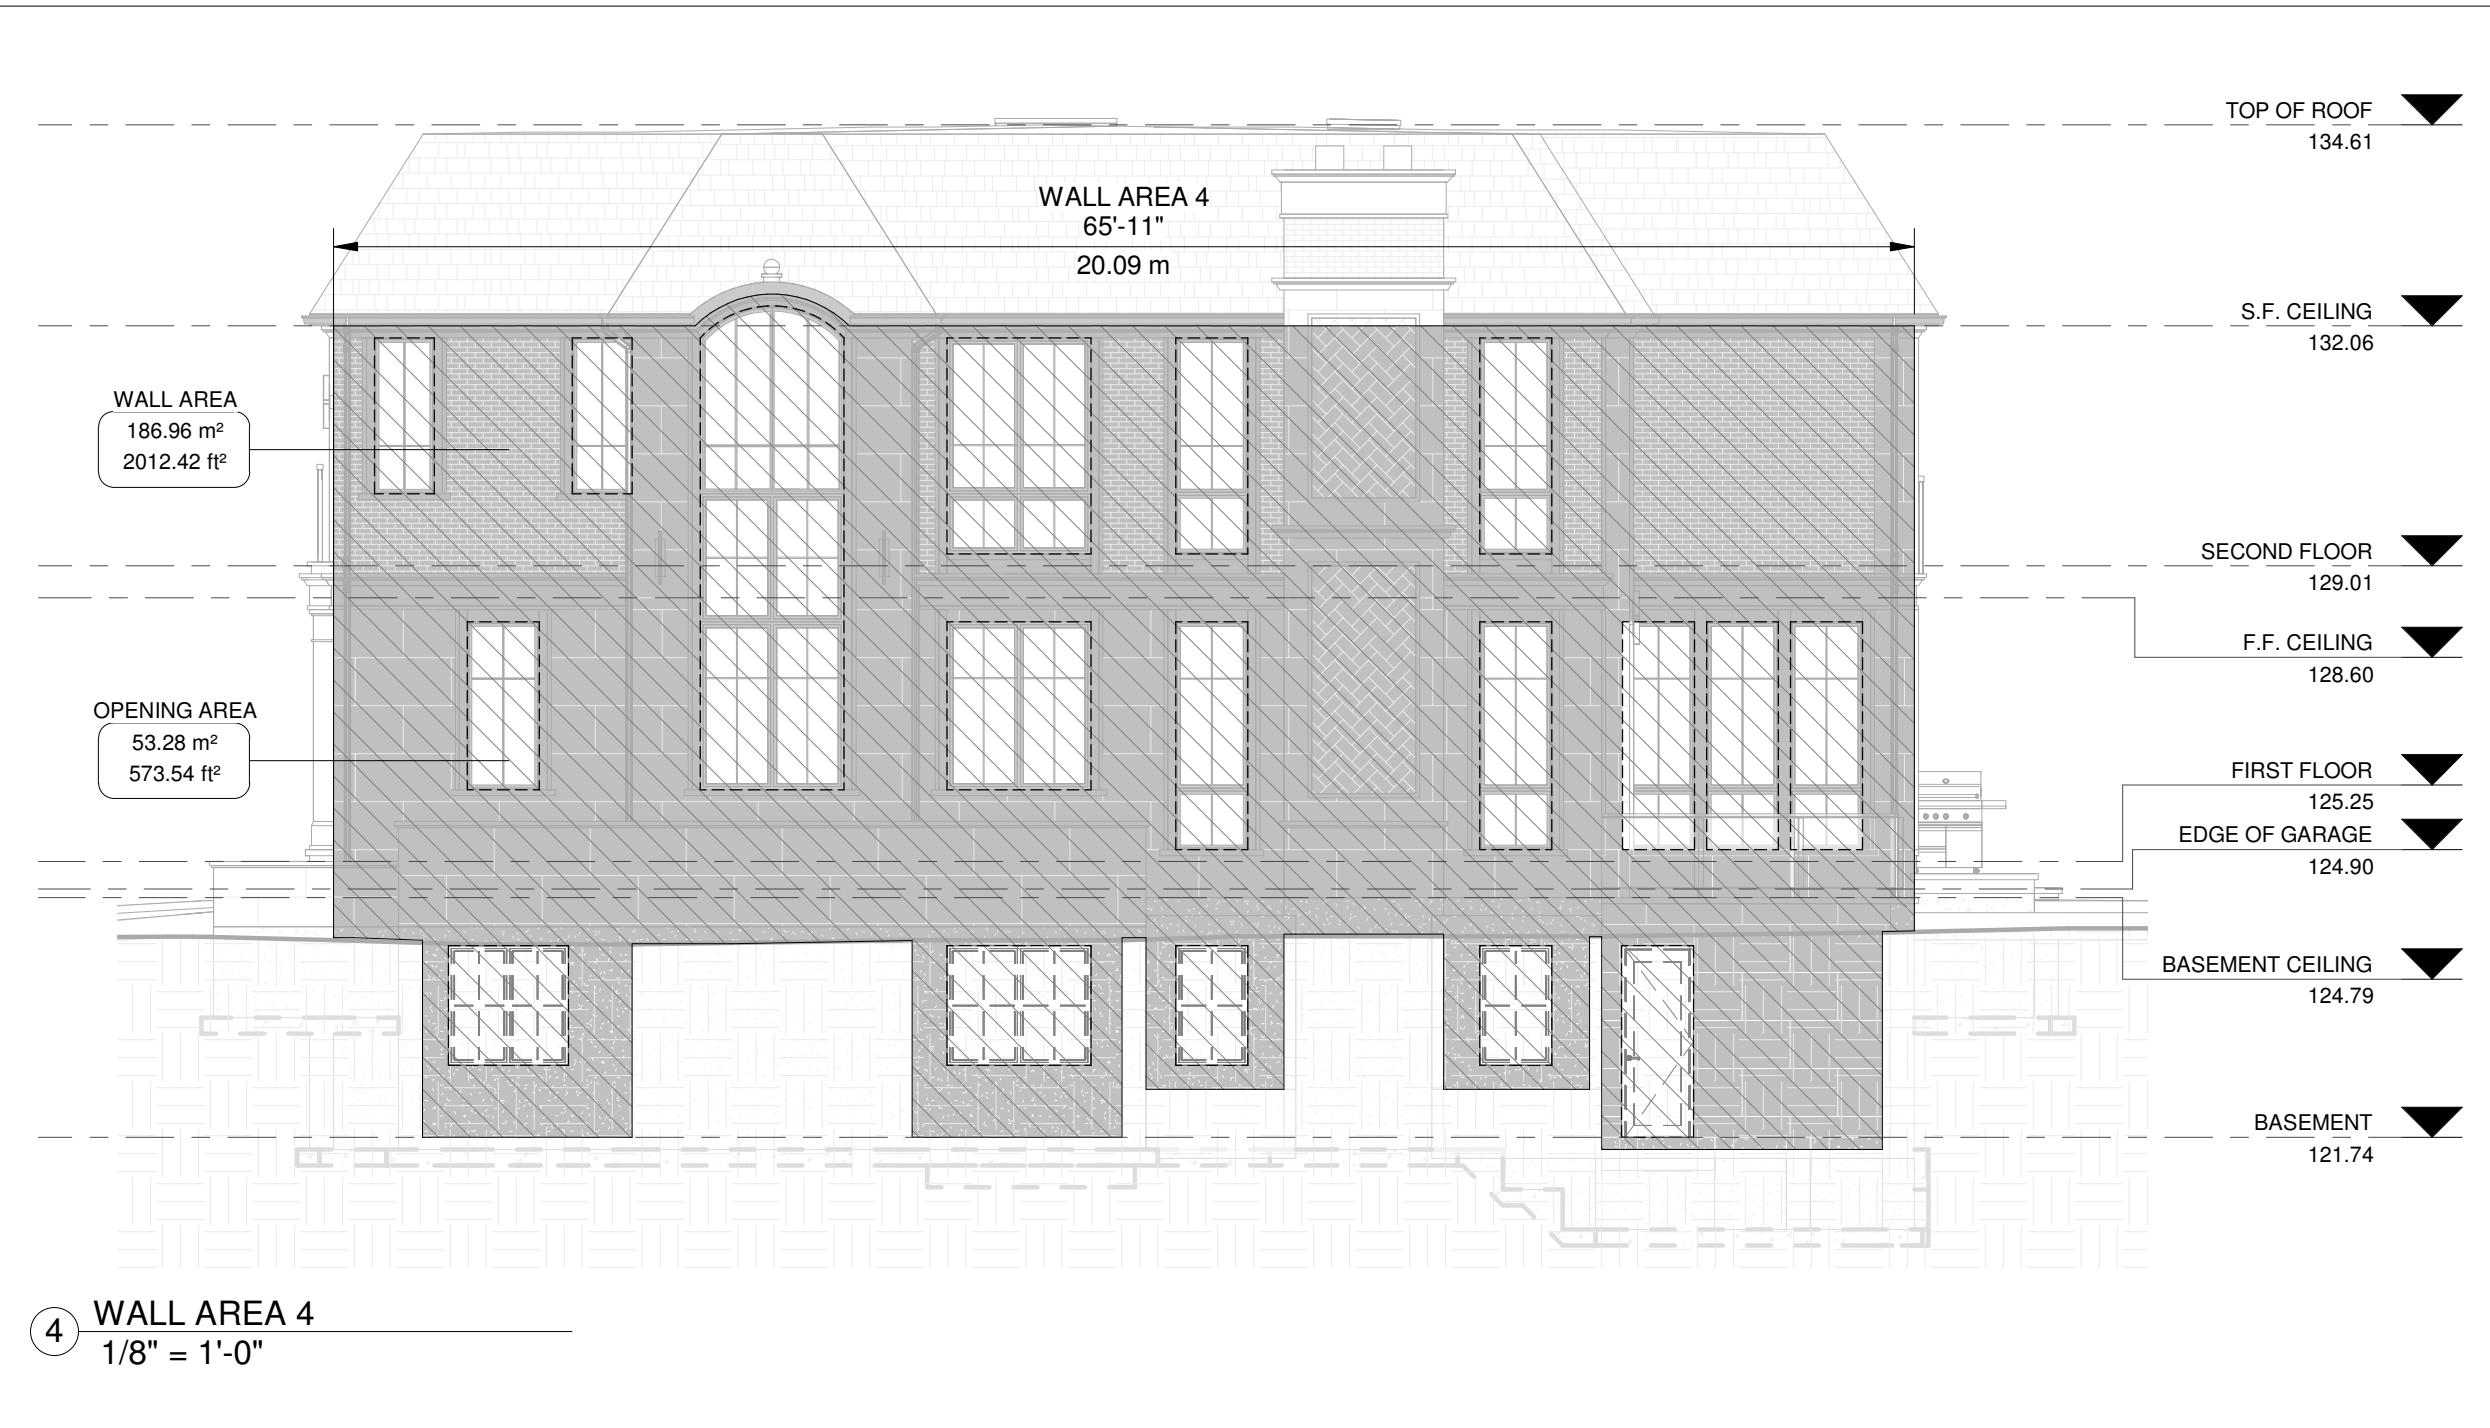 TOP OF ROOF
134.61
WALL AREA 4
65'-11"
20.09 m
S.F. CEILING
132.06
WALL AREA
186.96 m²
2012.42 ft²
SECOND FLOOR
129.01
F.F. CEILING
128.60
OPENING AREA
53.28 m²
573.54 ft²
FIRST FLOOR
125.25
EDGE OF GARAGE
124.90
BASEMENT CEILING
124.79
BASEMENT
121.74
4
WALL AREA 4
1/8" = 1'-0"